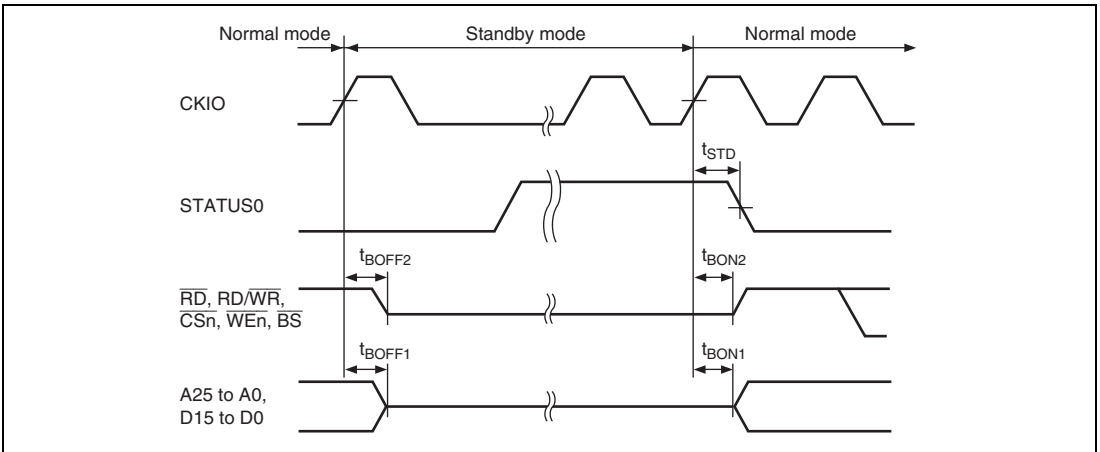 Normal mode Standby mode Normal mode
CKIO
tSTD
STATUS0
tBOFF2 tBON2
RD, RD/WR,
CSn, WEn, BS
tBOFF1 tBON1
A25 to A0,
D15 to D0